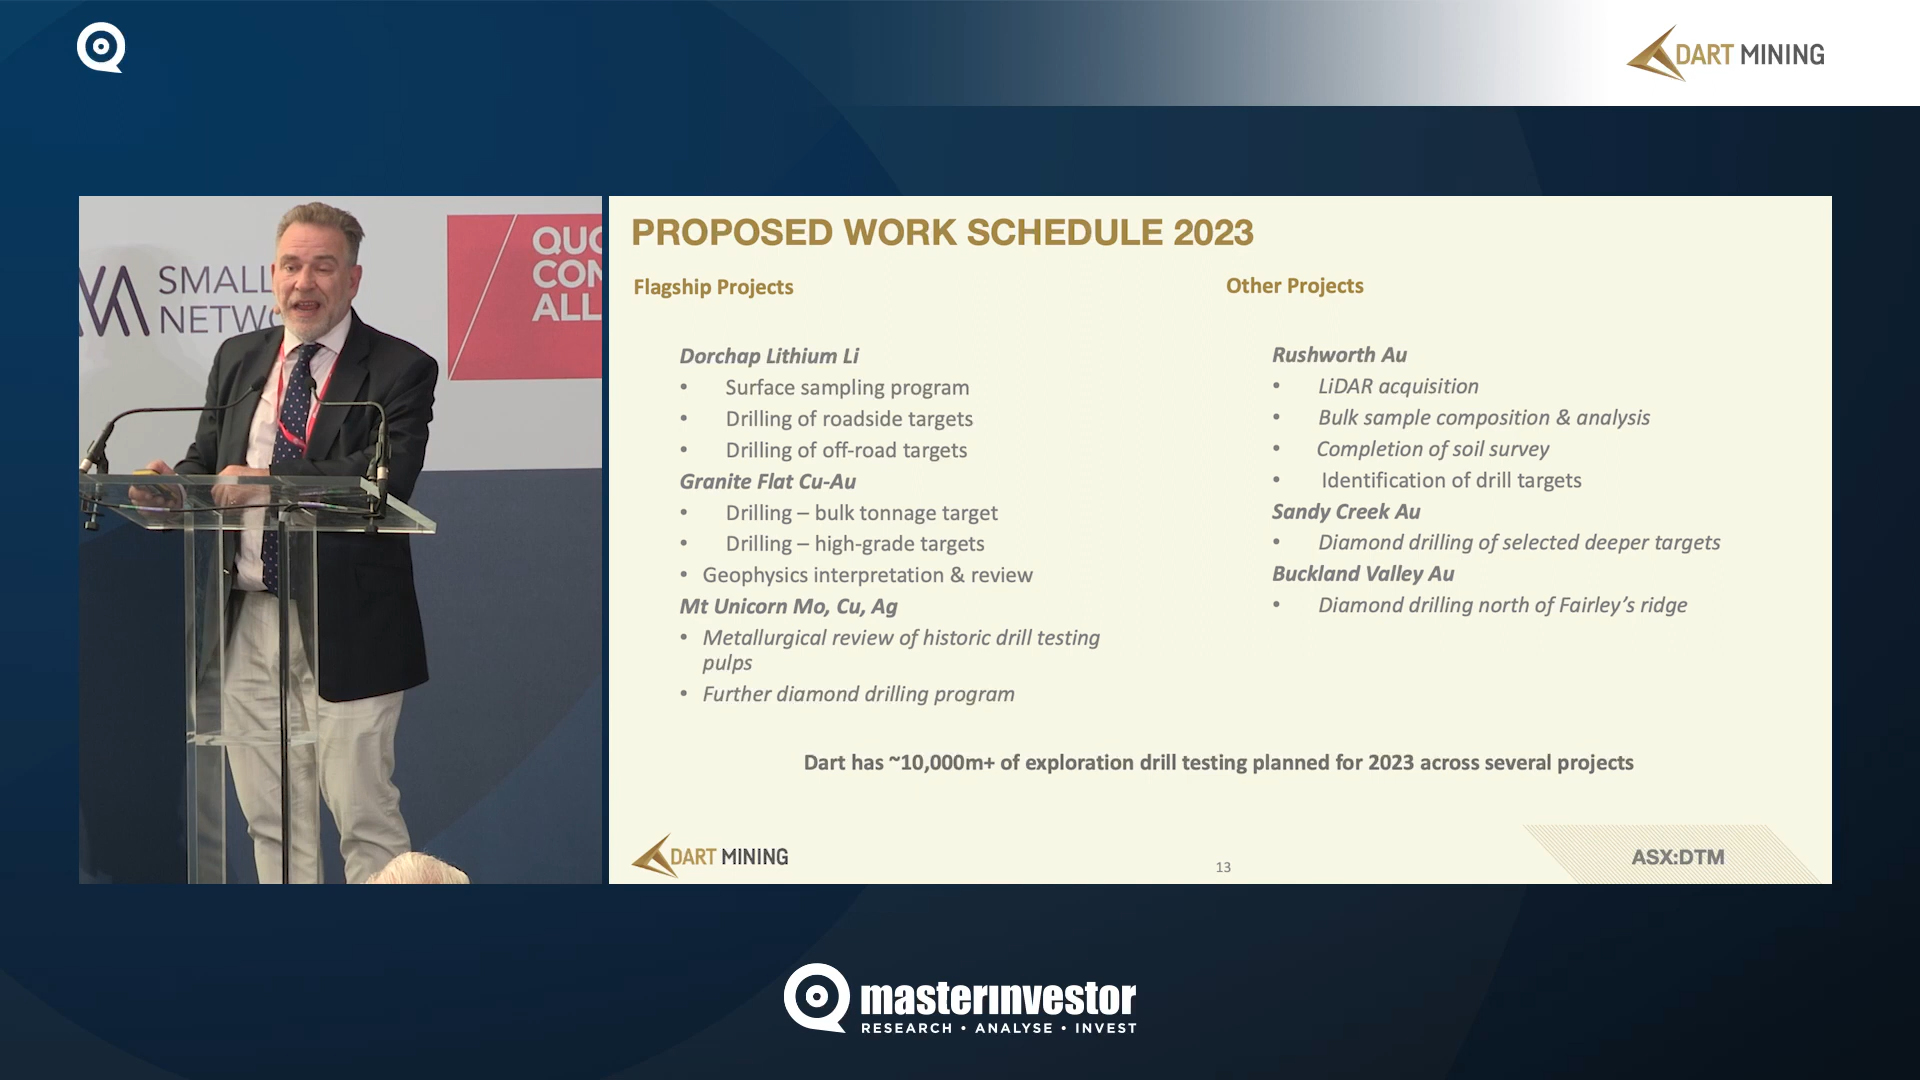 DART MINING
SMALL
NETWO
QUO
CON
ALL
PROPOSED WORK SCHEDULE 2023
Flagship Projects
Dorchap Lithium Li
• Surface sampling program
• Drilling of roadside targets
• Drilling of off-road targets
Granite Flat Cu-Au
• Drilling – bulk tonnage target
• Drilling – high-grade targets
• Geophysics interpretation & review
Mt Unicorn Mo, Cu, Ag
• Metallurgical review of historic drill testing
pulps
• Further diamond drilling program
Other Projects
Rushworth Au
• LiDAR acquisition
• Bulk sample composition & analysis
• Completion of soil survey
• Identification of drill targets
Sandy Creek Au
• Diamond drilling of selected deeper targets
Buckland Valley Au
• Diamond drilling north of Fairley’s ridge
Dart has ~10,000m+ of exploration drill testing planned for 2023 across several projects
DART MINING
13
ASX:DTM
masterinvestor
RESEARCH • ANALYSE • INVEST